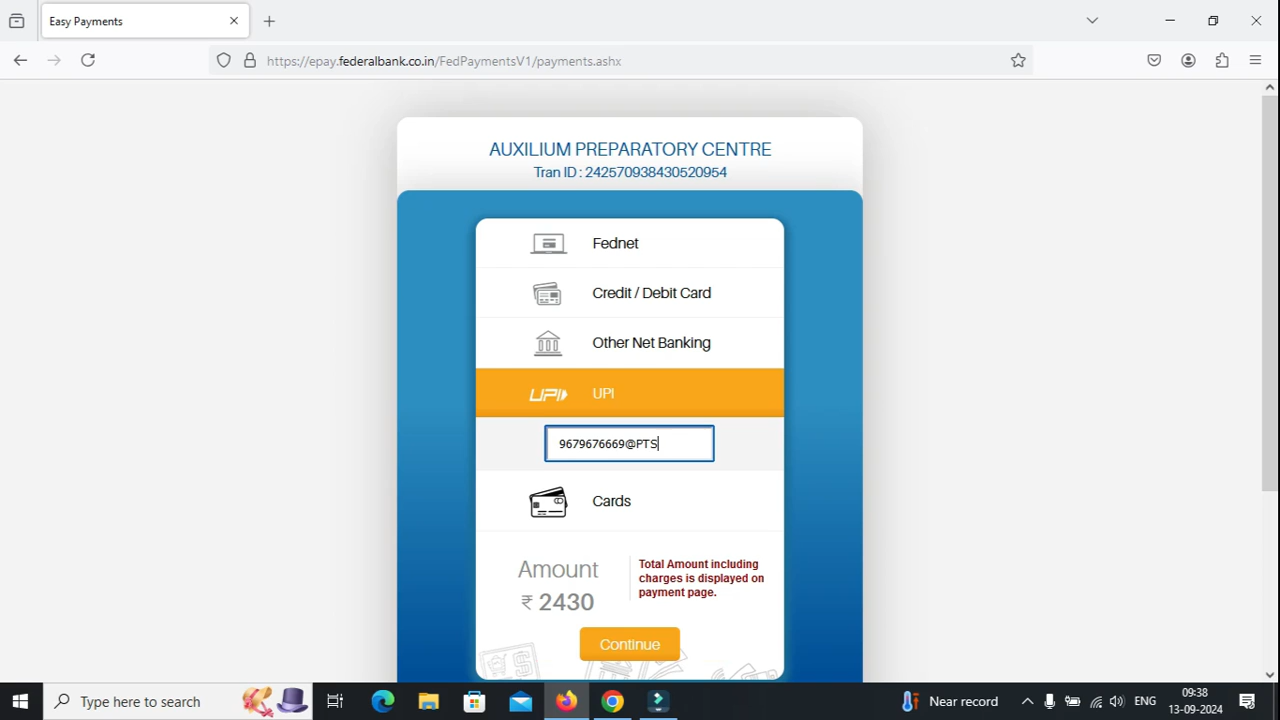 Easy Payments
https://epay.federalbank.co.in/FedPaymentsV1/payments.ashx
AUXILIUM PREPARATORY CENTRE
Tran ID : 242570938430520954
Fednet
Credit / Debit Card
Other Net Banking
UPI UPI
9679676669@PTS
Cards
Amount
₹ 2430
Total Amount including
charges is displayed on
payment page.
Continue
Type here to search
Near record
ENG
09:38
13-09-2024